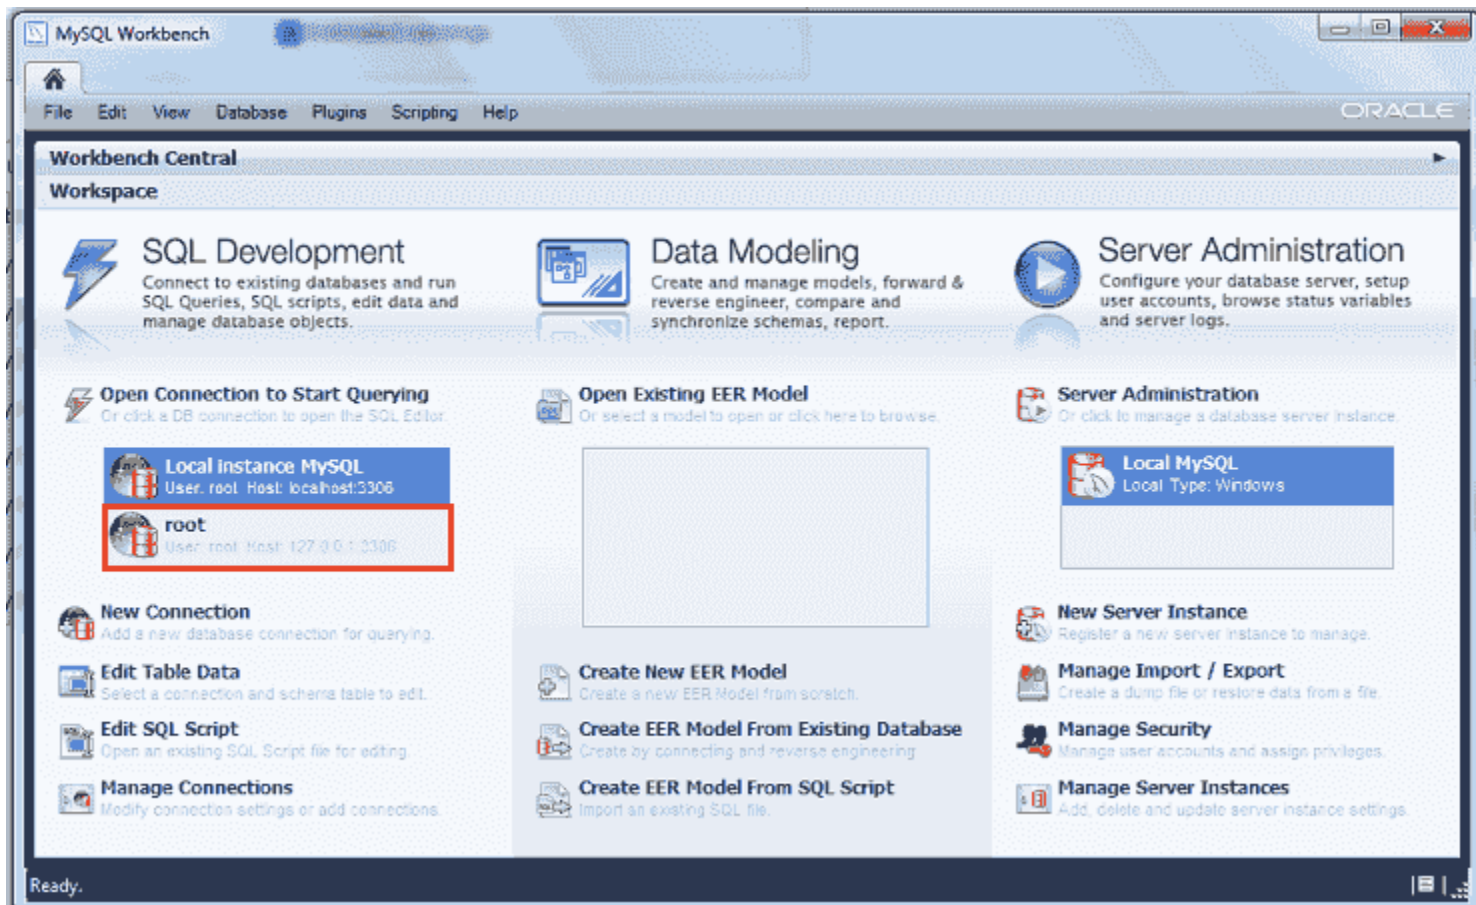 MySQL Workbench
File Edit View Database Plugins Scripting Help
ORACLE
Workbench Central
Workspace
SQL Development
Connect to existing databases and run
SQL Queries, SQL scripts, edit data and
manage database objects.
Data Modeling
Create and manage models, forward &
reverse engineer, compare and
synchronize schemas, report.
Server Administration
Configure your database server, setup
user accounts, browse status variables
and server logs.
Open Connection to Start Querying
Or click a DB connection to open the SQL Editor.
Local instance MySQL
User: root Host: localhost:3306
root
User: root Host: 127.0.0.1:3306
New Connection
Add a new database connection for querying.
Edit Table Data
Select a connection and schema table to edit.
Edit SQL Script
Open an existing SQL Script file for editing.
Manage Connections
Modify connection settings or add connections.
Open Existing EER Model
Or select a model to open or click here to browse.
Create New EER Model
Create a new EER Model from scratch.
Create EER Model From Existing Database
Create by connecting and reverse engineering
Create EER Model From SQL Script
Import an existing SQL file.
Server Administration
Or click to manage a database server instance.
Local MySQL
Local Type: Windows
New Server Instance
Register a new server instance to manage.
Manage Import / Export
Create a dump file or restore data from a file.
Manage Security
Manage user accounts and assign privileges.
Manage Server Instances
Add, delete and update server instance settings.
Ready.